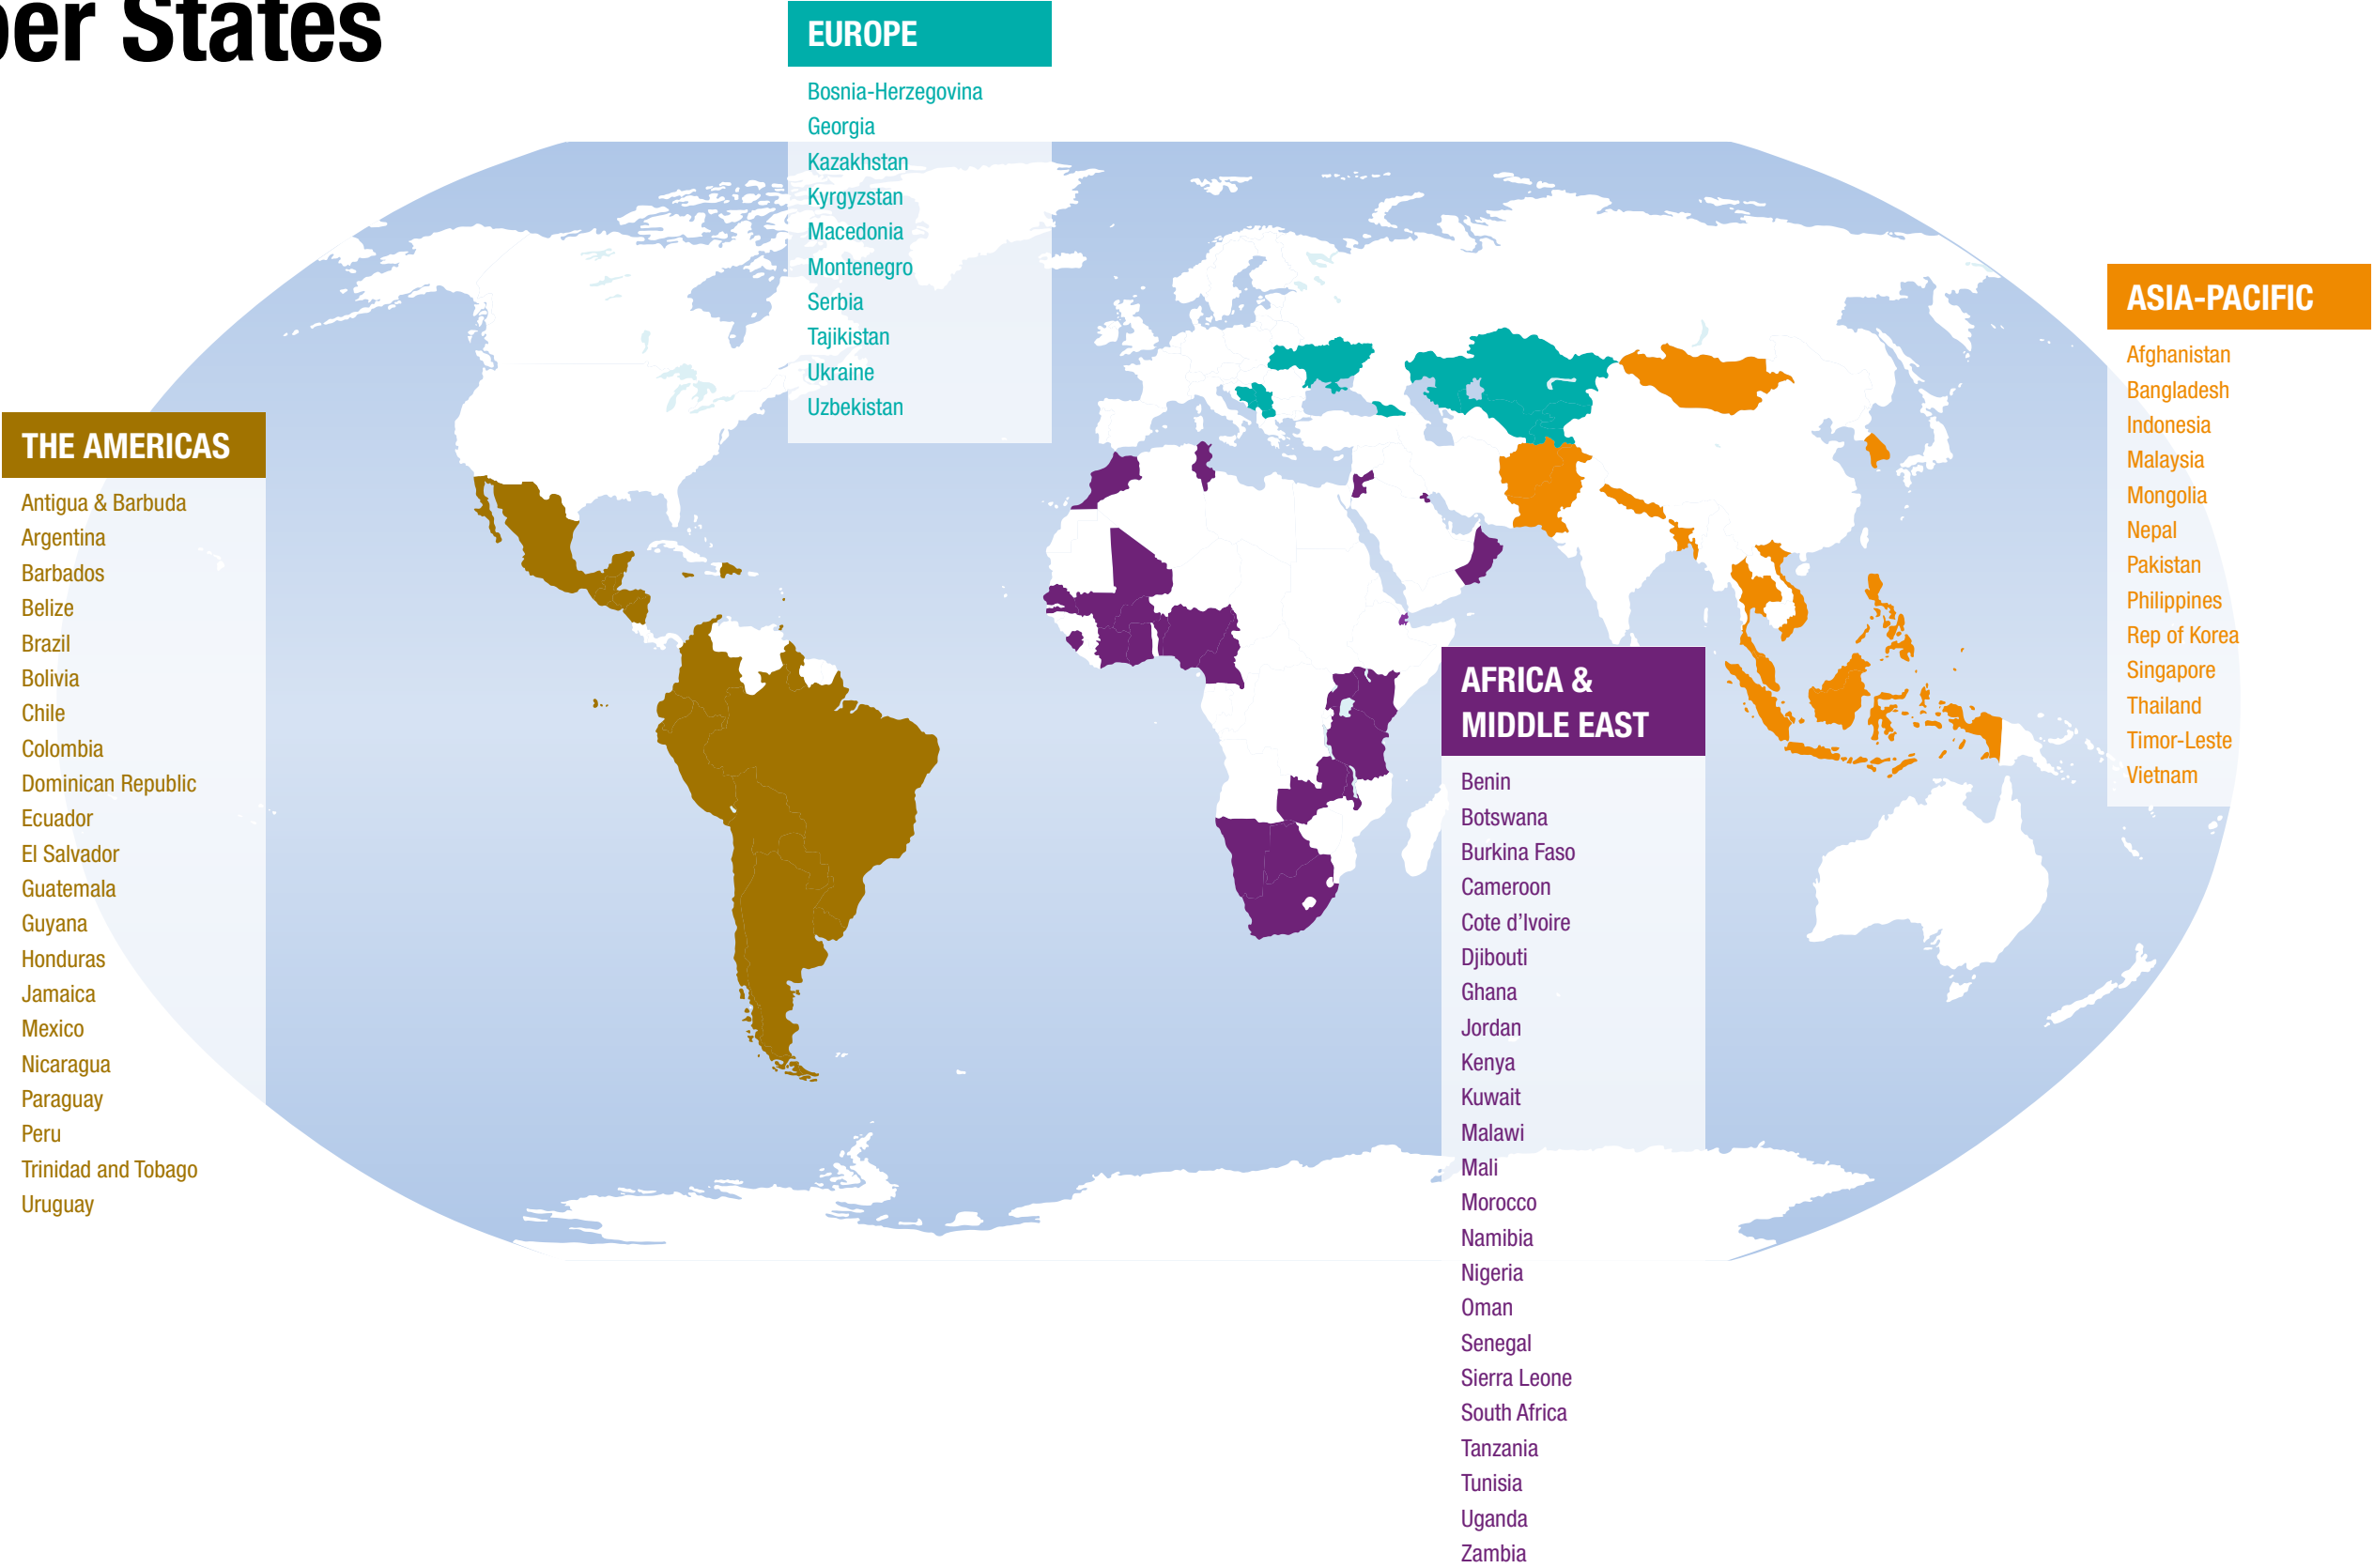 States
EUROPE
Bosnia-Herzegovina
Georgia
Kazakhstan
Kyrgyzstan
Macedonia
Montenegro
Serbia
Tajikistan
Ukraine
Uzbekistan
THE AMERICAS
Antigua & Barbuda
Argentina
Barbados
Belize
Brazil
Bolivia
Chile
Colombia
Dominican Republic
Ecuador
El Salvador
Guatemala
Guyana
Honduras
Jamaica
Mexico
Nicaragua
Paraguay
Peru
Trinidad and Tobago
Uruguay
AFRICA &
MIDDLE EAST
Benin
Botswana
Burkina Faso
Cameroon
Cote d’Ivoire
Djibouti
Ghana
Jordan
Kenya
Kuwait
Malawi
Mali
Morocco
Namibia
Nigeria
Oman
Senegal
Sierra Leone
South Africa
Tanzania
Tunisia
Uganda
Zambia
ASIA-PACIFIC
Afghanistan
Bangladesh
Indonesia
Malaysia
Mongolia
Nepal
Pakistan
Philippines
Rep of Korea
Singapore
Thailand
Timor-Leste
Vietnam